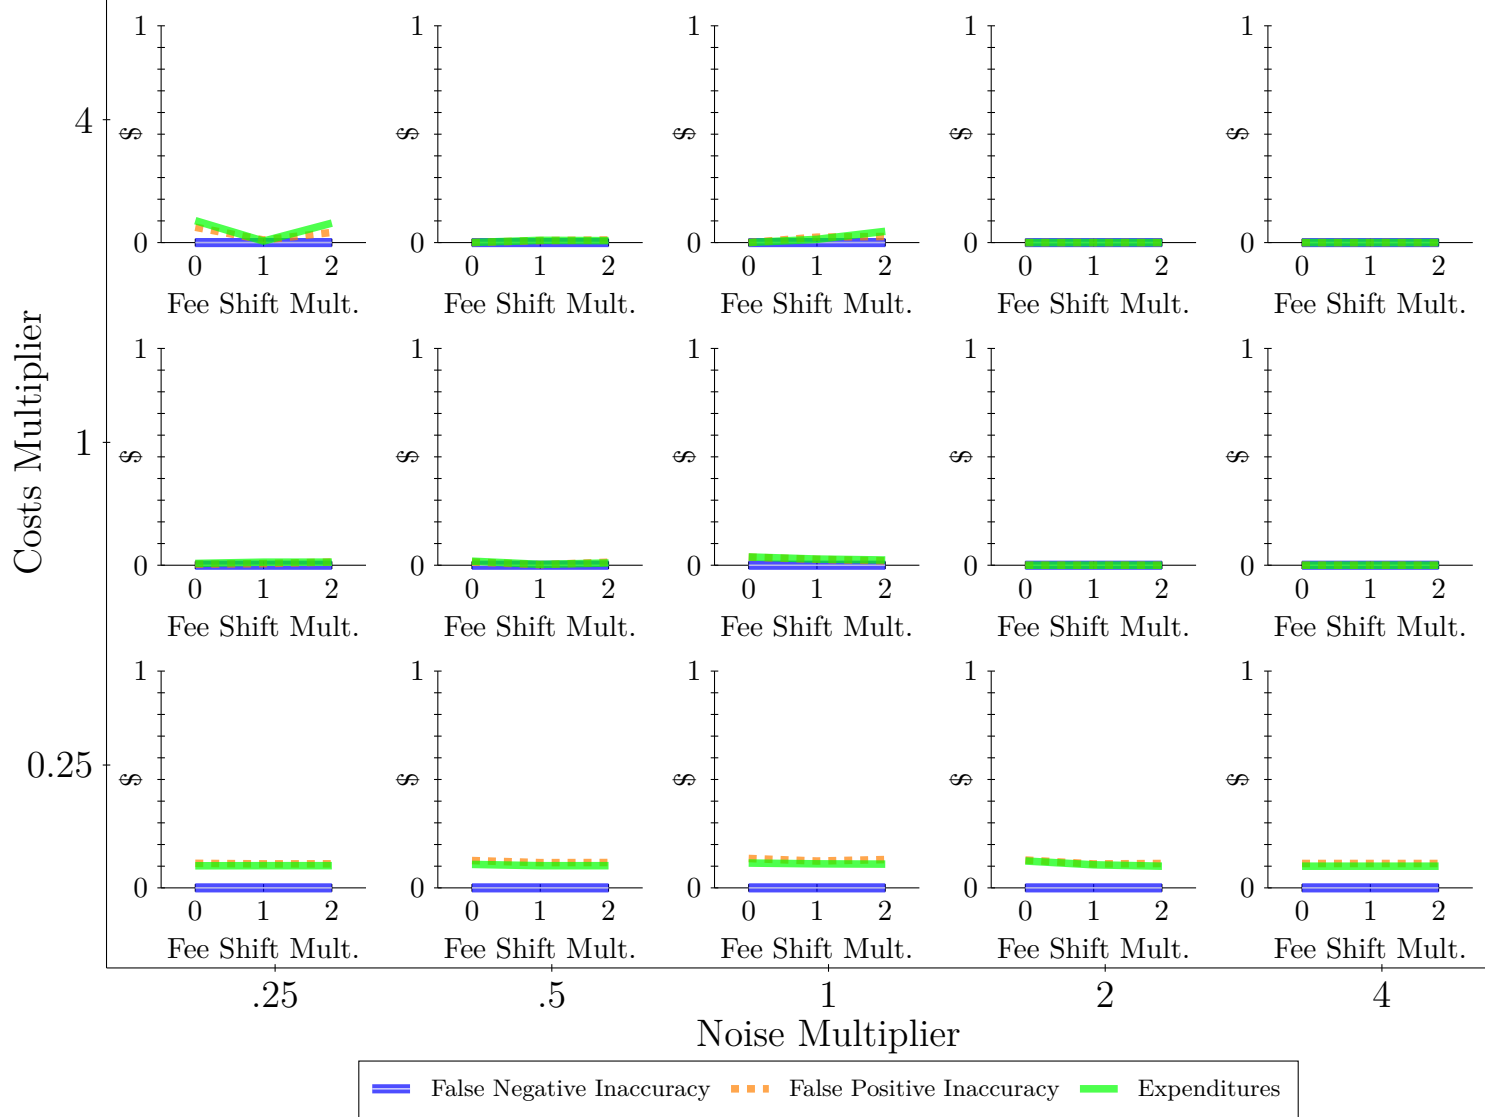 Costs Multiplier
4
1
0.25
1
$
0
0 1 2
Fee Shift Mult.
1
$
0
0 1 2
Fee Shift Mult.
1
$
0
0 1 2
Fee Shift Mult.
1
$
0
0 1 2
Fee Shift Mult.
1
$
0
0 1 2
Fee Shift Mult.
1
$
0
0 1 2
Fee Shift Mult.
1
$
0
0 1 2
Fee Shift Mult.
1
$
0
0 1 2
Fee Shift Mult.
1
$
0
0 1 2
Fee Shift Mult.
1
$
0
0 1 2
Fee Shift Mult.
1
$
0
0 1 2
Fee Shift Mult.
1
$
0
0 1 2
Fee Shift Mult.
1
$
0
0 1 2
Fee Shift Mult.
1
$
0
0 1 2
Fee Shift Mult.
1
$
0
0 1 2
Fee Shift Mult.
.25 .5 1 2 4
Noise Multiplier
False Negative Inaccuracy False Positive Inaccuracy Expenditures